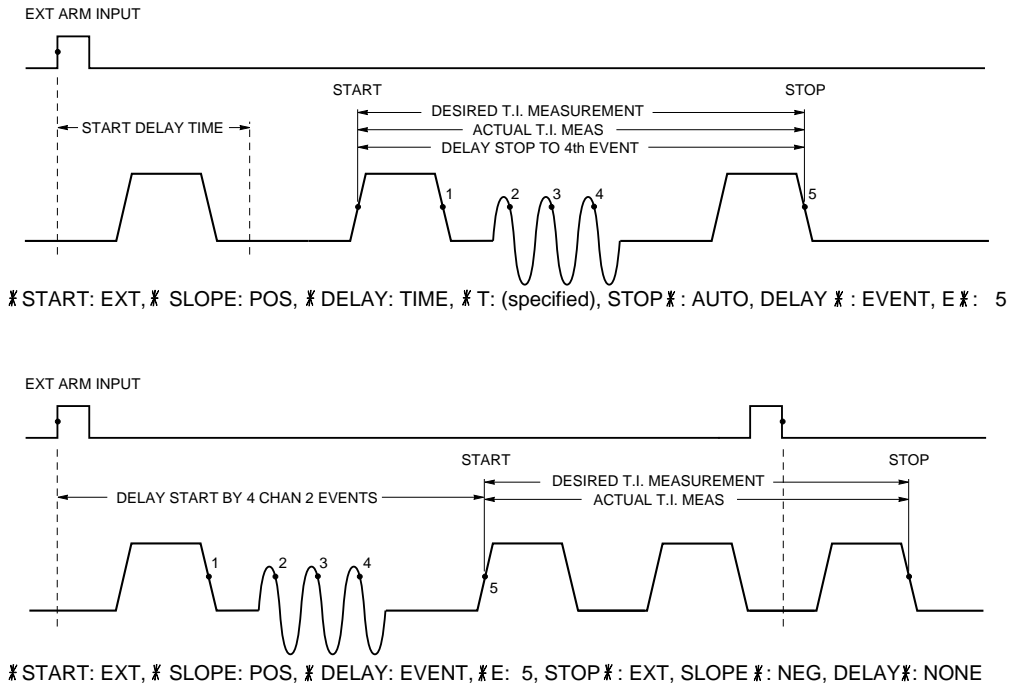 EXT ARM INPUT
START
STOP
DESIRED T.I. MEASUREMENT
START DELAY TIME
ACTUAL T.I. MEAS
DELAY STOP TO 4th EVENT
1
2
3
4
5
*START: EXT, * SLOPE: POS, * DELAY: TIME, *T: (specified), STOP*: AUTO, DELAY *: EVENT, E*: 5
EXT ARM INPUT
START
STOP
DESIRED T.I. MEASUREMENT
DELAY START BY 4 CHAN 2 EVENTS
ACTUAL T.I. MEAS
1
2
3
4
5
*START: EXT, * SLOPE: POS, * DELAY: EVENT, *E: 5, STOP*: EXT, SLOPE *: NEG, DELAY*: NONE